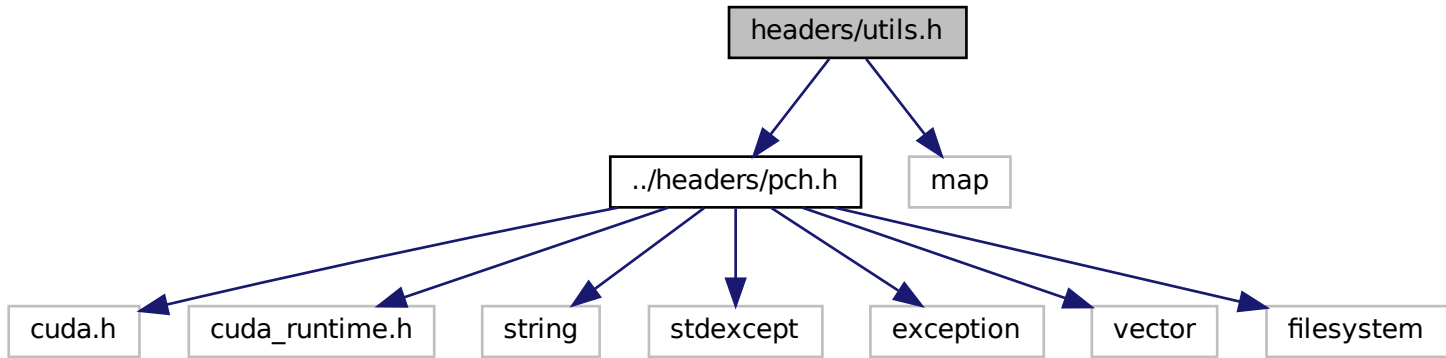 headers/utils.h
../headers/pch.h
map
cuda.h
cuda_runtime.h
string
stdexcept
exception
vector
filesystem